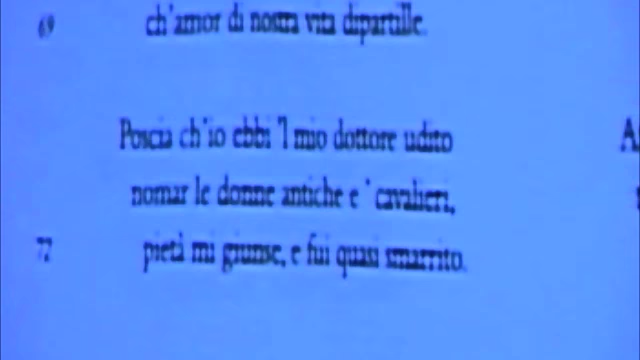 69 ch'amor di nostra vita dipartille.
Poscia ch'io ebbi 'l mio dottore udito
nomar le donne antiche e ' cavalieri,
72 pietà mi giunse, e fui quasi smarrito.
A